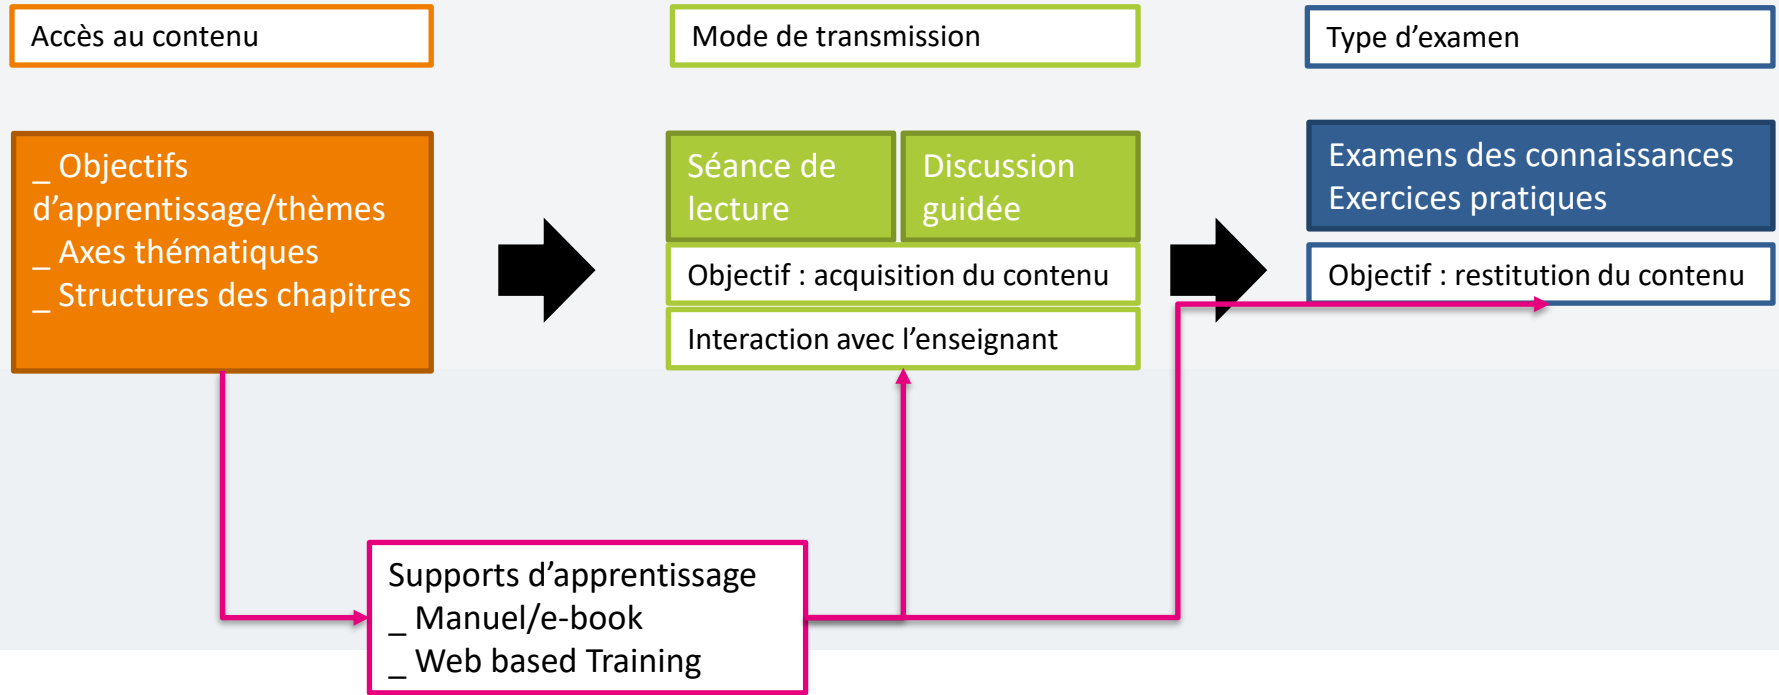 Accès au contenu
Mode de transmission
Type d’examen
_ Objectifs
d’apprentissage/thèmes
_ Axes thématiques
_ Structures des chapitres
Séance de
lecture
Discussion
guidée
Objectif : acquisition du contenu
Interaction avec l’enseignant
Examens des connaissances
Exercices pratiques
Objectif : restitution du contenu
Supports d’apprentissage
_ Manuel/e-book
_ Web based Training